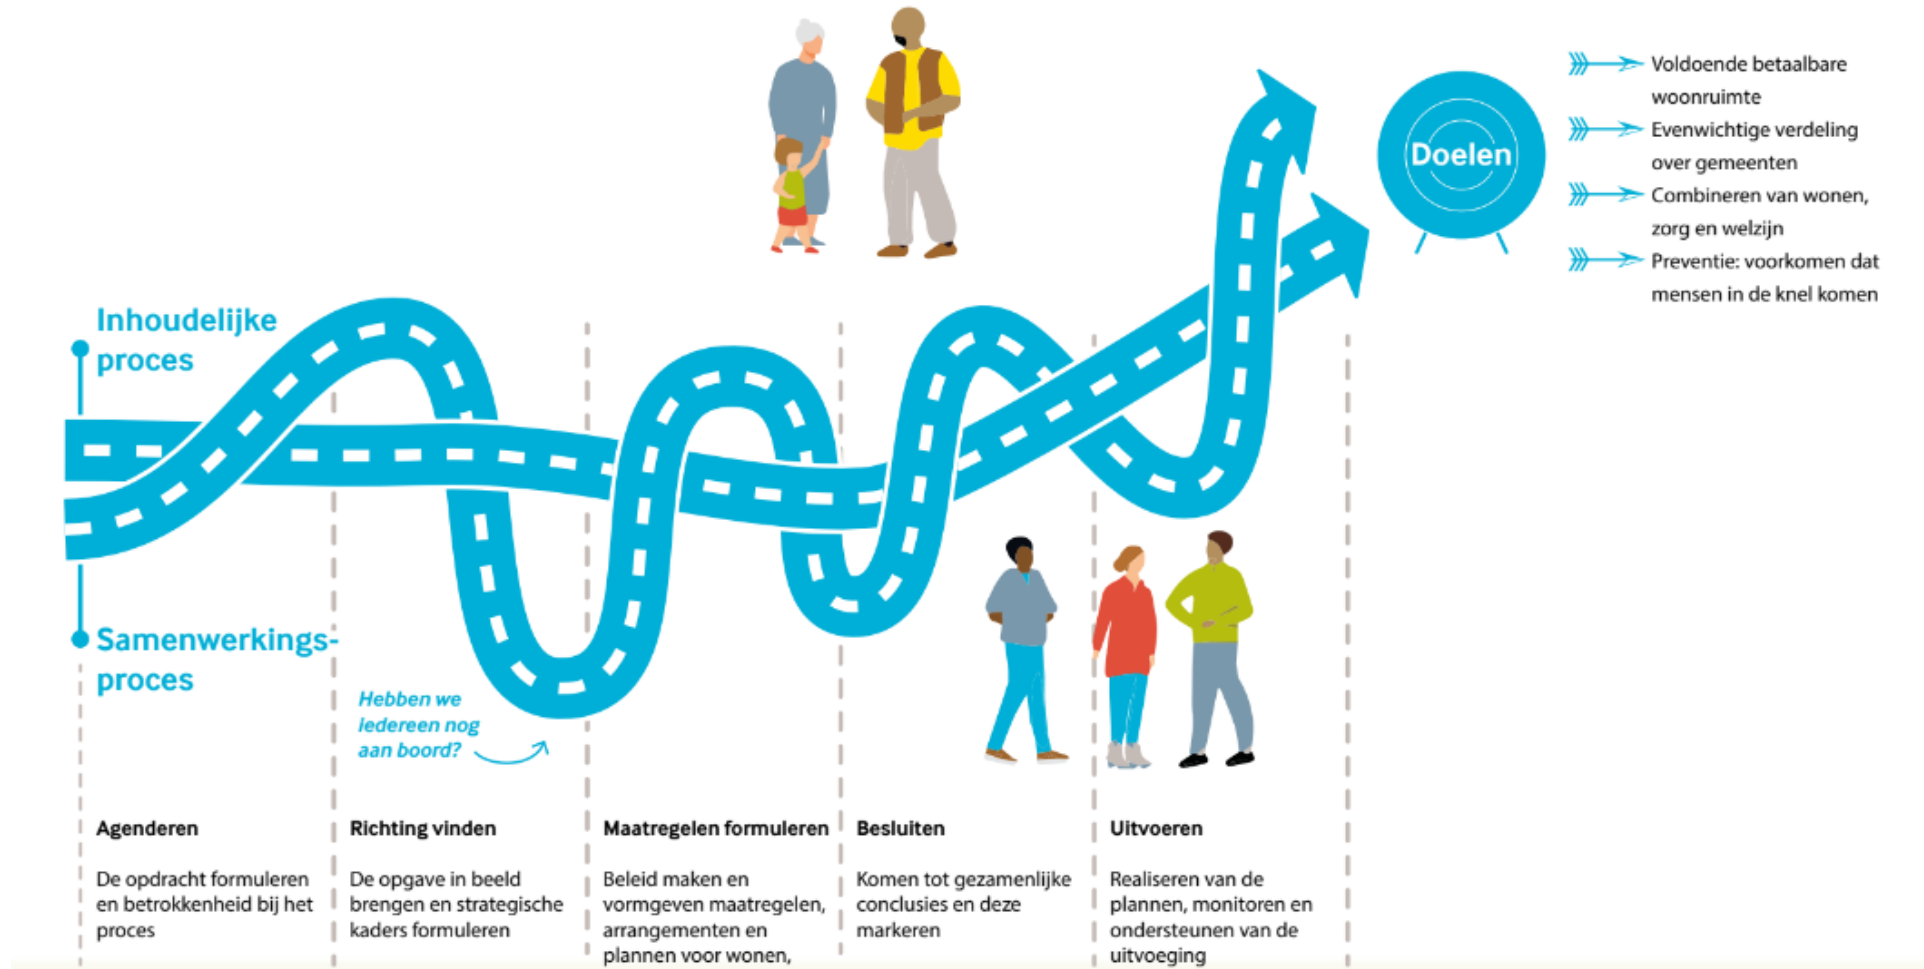 Voldoende betaalbare
woonruimte
Evenwichtige verdeling
over gemeenten
Combineren van wonen,
zorg en welzijn
Preventie: voorkomen dat
mensen in de knel komen
Doelen
Inhoudelijke
proces
Samenwerkings-
proces
Hebben we
iedereen nog
aan boord?
Agenderen
De opdracht formuleren
en betrokkenheid bij het
proces
Richting vinden
De opgave in beeld
brengen en strategische
kaders formuleren
Maatregelen formuleren
Beleid maken en
vormgeven maatregelen,
arrangementen en
plannen voor wonen,
Besluiten
Komen tot gezamenlijke
conclusies en deze
markeren
Uitvoeren
Realiseren van de
plannen, monitoren en
ondersteunen van de
uitvoeging